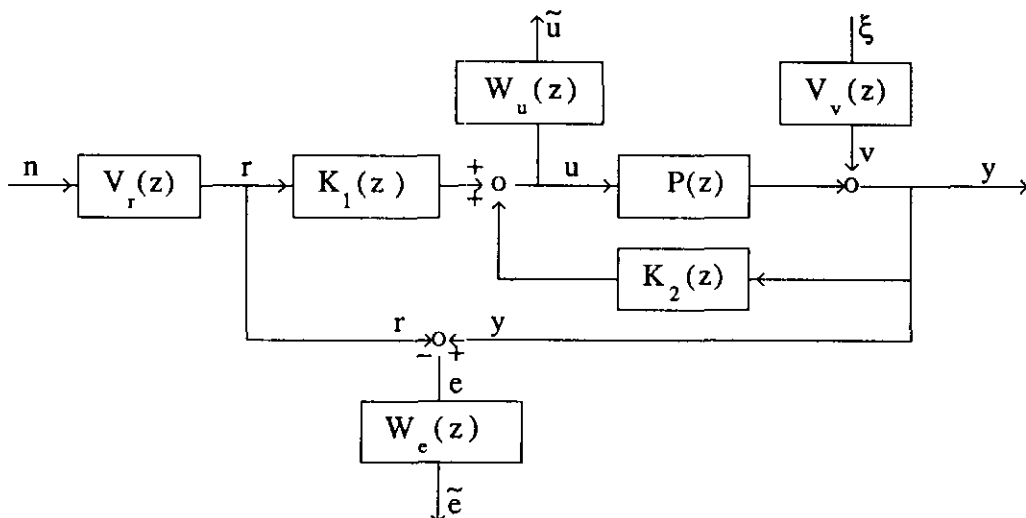 ũ
ξ
W_u(z)
V_v(z)
n
V_r(z)
r
K_1(z)
+
+
o
u
P(z)
v
o
y
K_2(z)
r
o
y
− +
e
W_e(z)
ẽ